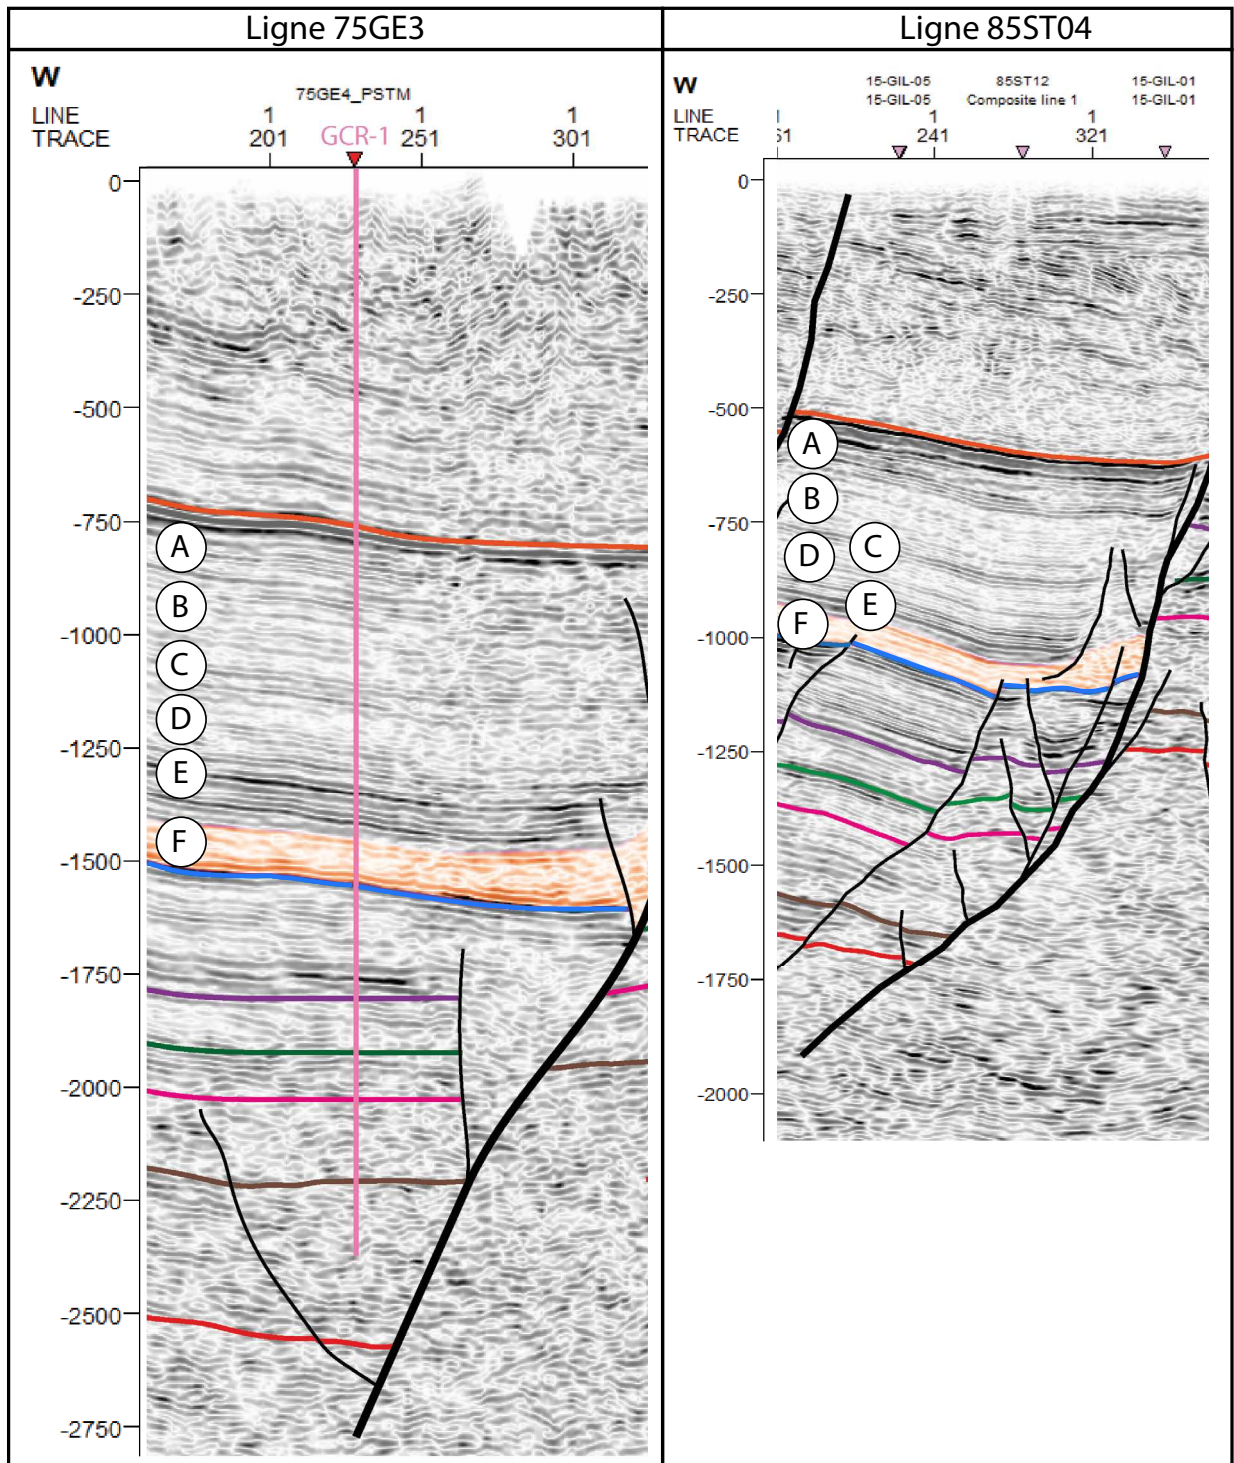 Ligne 75GE3
W
75GE4_PSTM
LINE 1 1 1
TRACE 201 GCR-1 251 301
0
-250
-500
-750
-1000
-1250
-1500
-1750
-2000
-2250
-2500
-2750
A
B
C
D
E
F
Ligne 85ST04
W
15-GIL-05 85ST12 15-GIL-01
15-GIL-05 Composite line 1 15-GIL-01
LINE 1 1
TRACE 241 321
0
-250
-500
-750
-1000
-1250
-1500
-1750
-2000
A
B
C
D
E
F